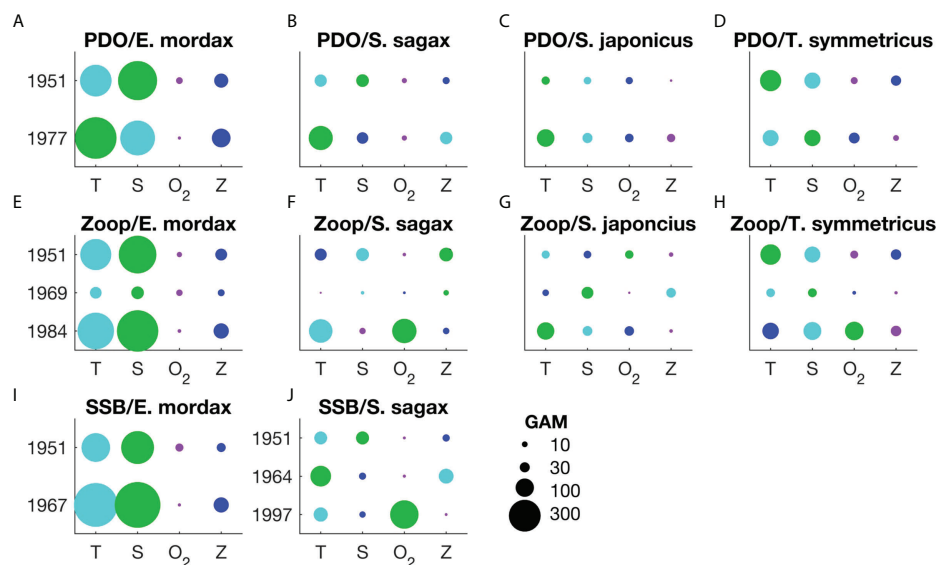 A B C D
PDO/E. mordax PDO/S. sagax PDO/S. japonicus PDO/T. symmetricus
1951
1977
T S O2 Z T S O2 Z T S O2 Z T S O2 Z
E F G H
Zoop/E. mordax Zoop/S. sagax Zoop/S. japoncius Zoop/T. symmetricus
1951
1969
1984
T S O2 Z T S O2 Z T S O2 Z T S O2 Z
I J
SSB/E. mordax SSB/S. sagax
1951 1951
1964
1967
1997
T S O2 Z T S O2 Z
GAM
10
30
100
300